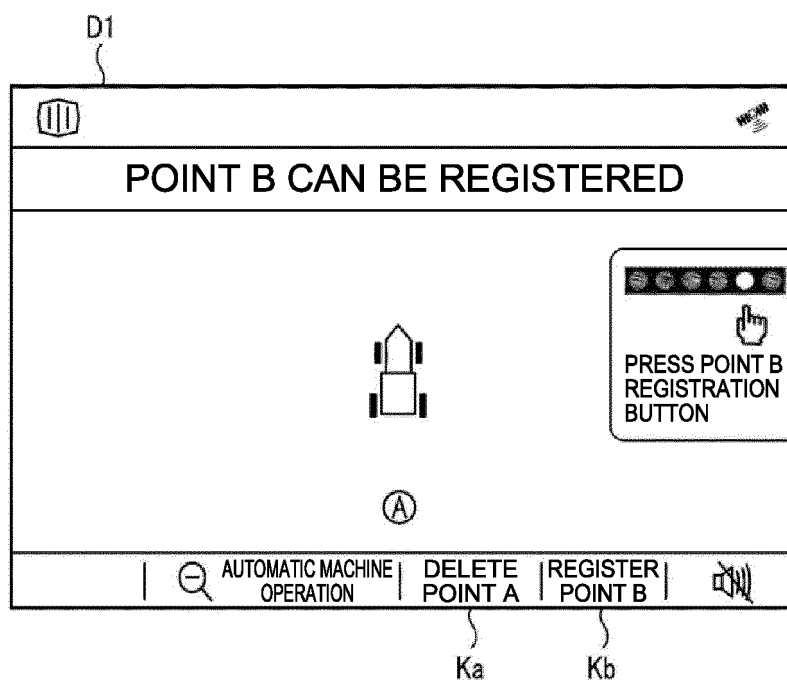 D1
POINT B CAN BE REGISTERED
PRESS POINT B
REGISTRATION
BUTTON
A
AUTOMATIC MACHINE
OPERATION
DELETE
POINT A
REGISTER
POINT B
Ka
Kb